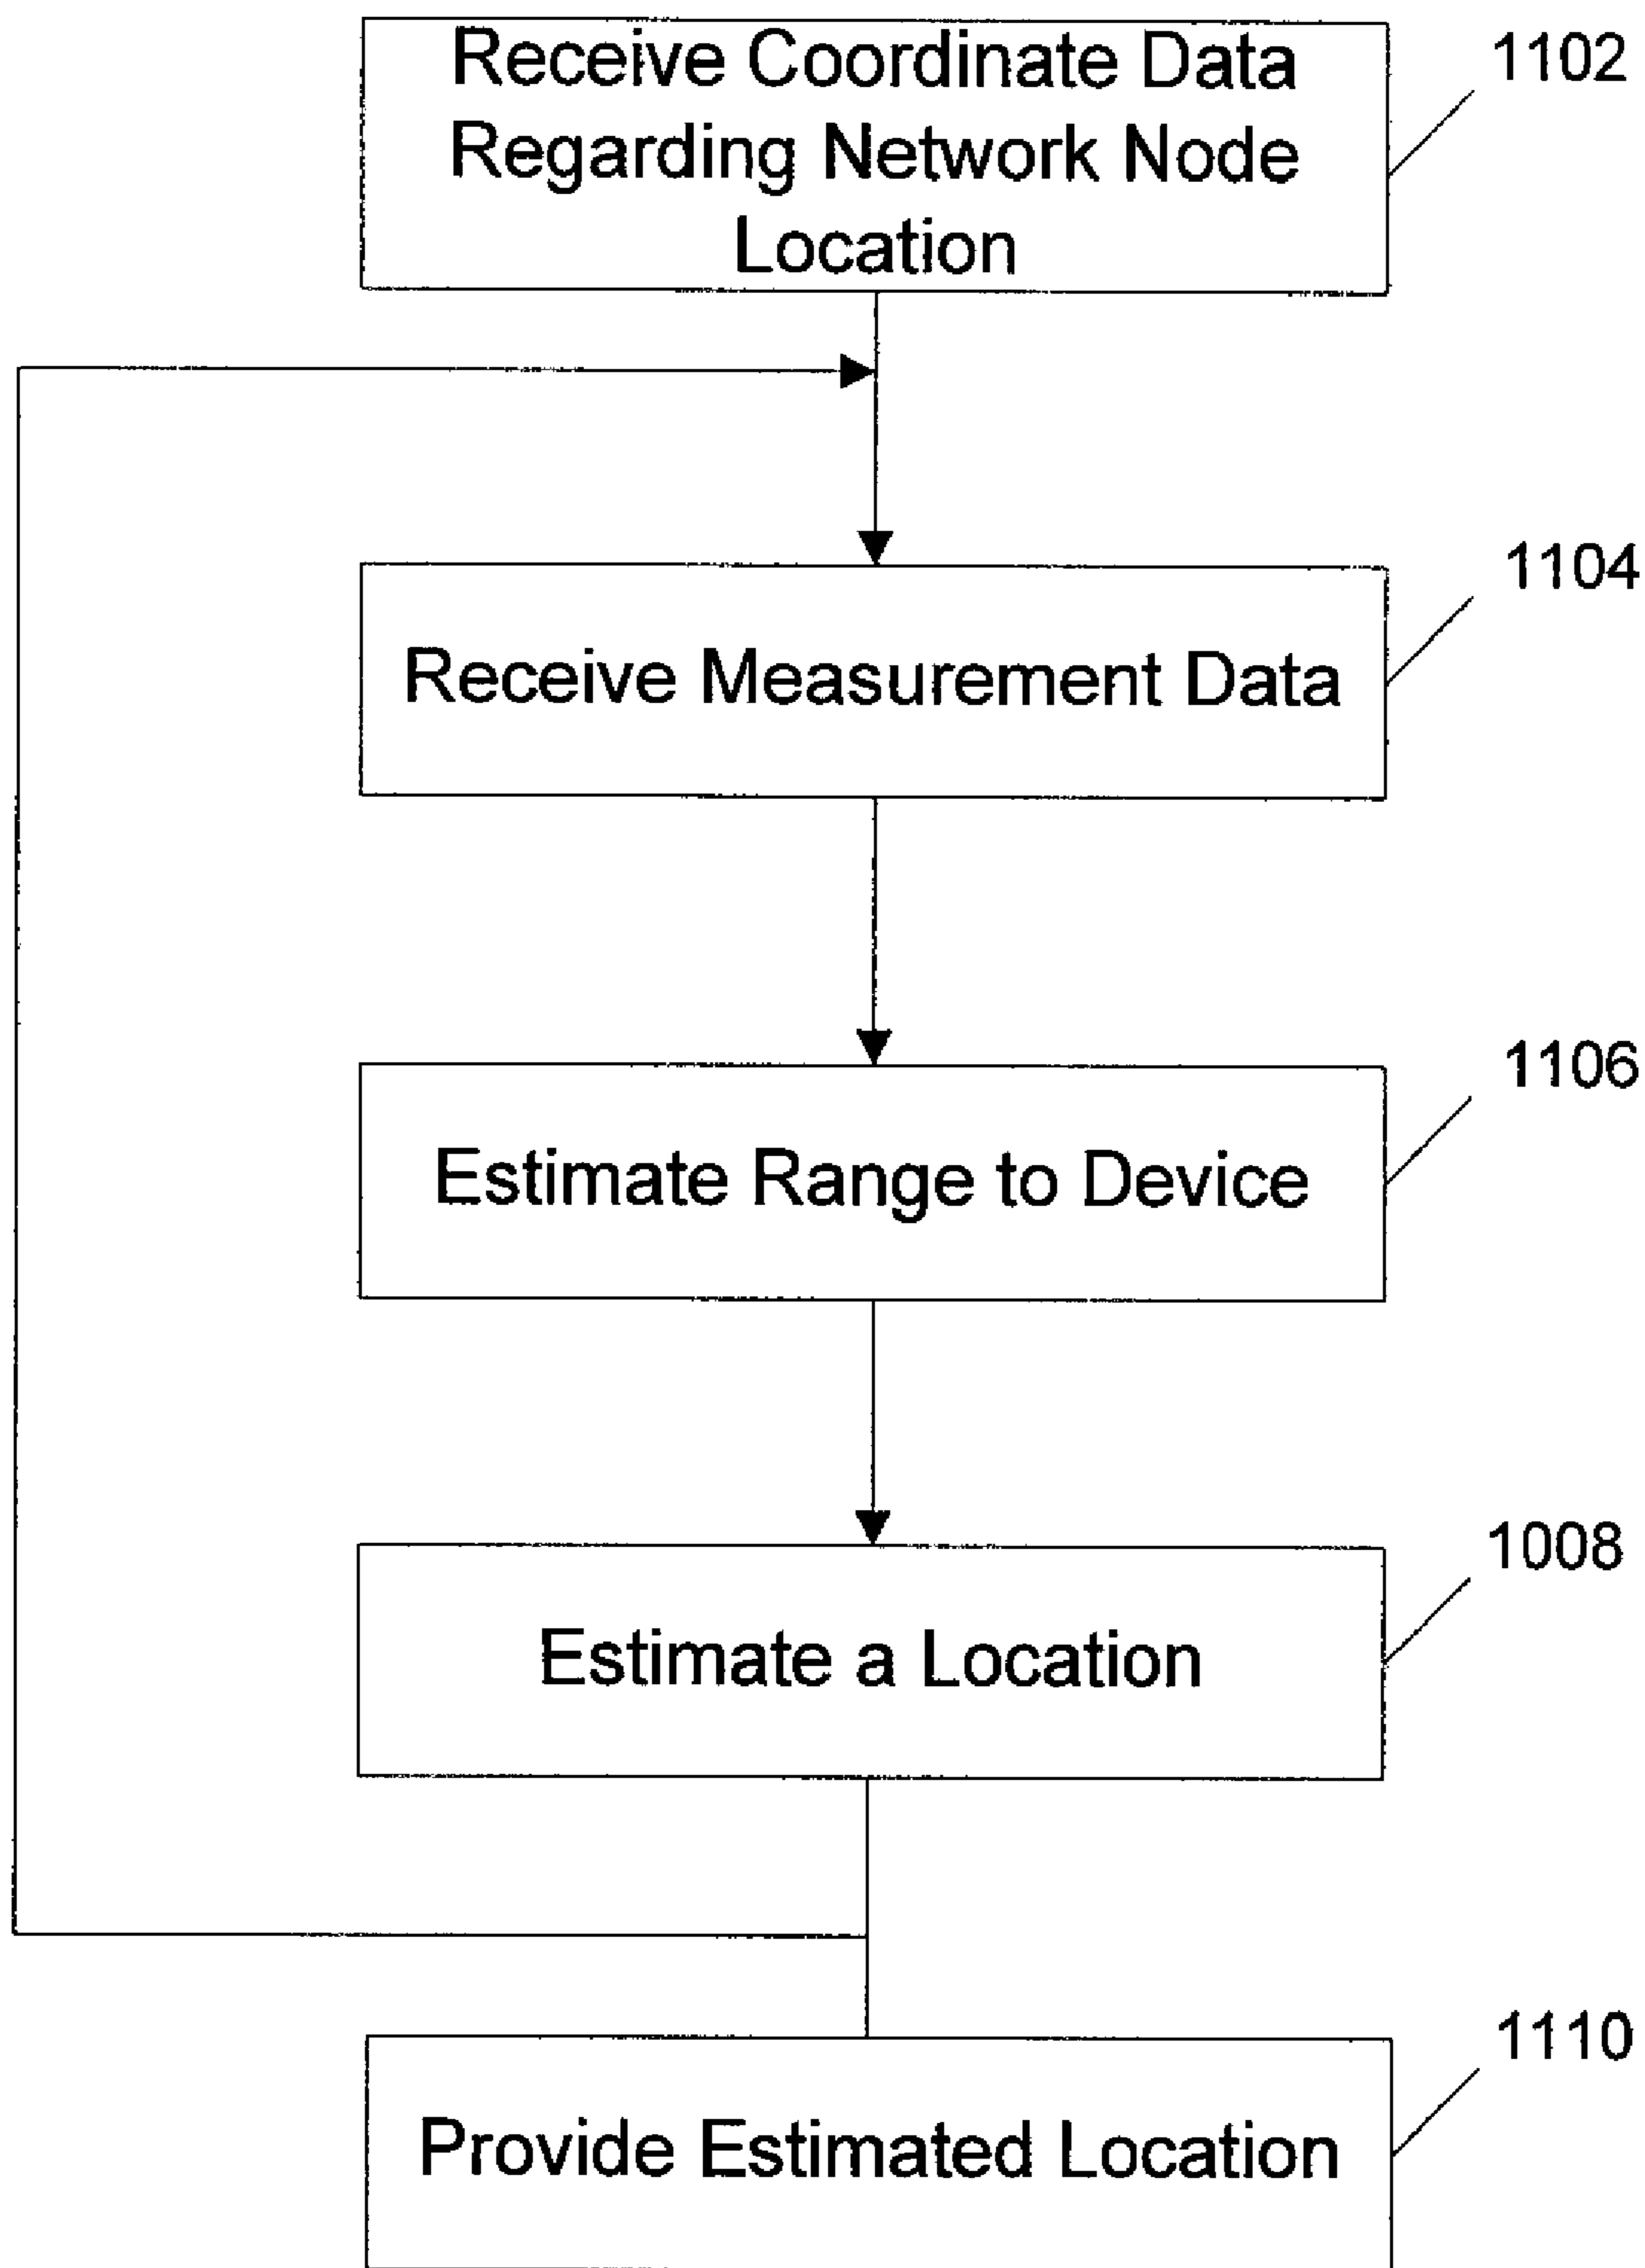 Receive Coordinate Data
Regarding Network Node
Location
1102
Receive Measurement Data
1104
Estimate Range to Device
1106
Estimate a Location
1008
Provide Estimated Location
1110